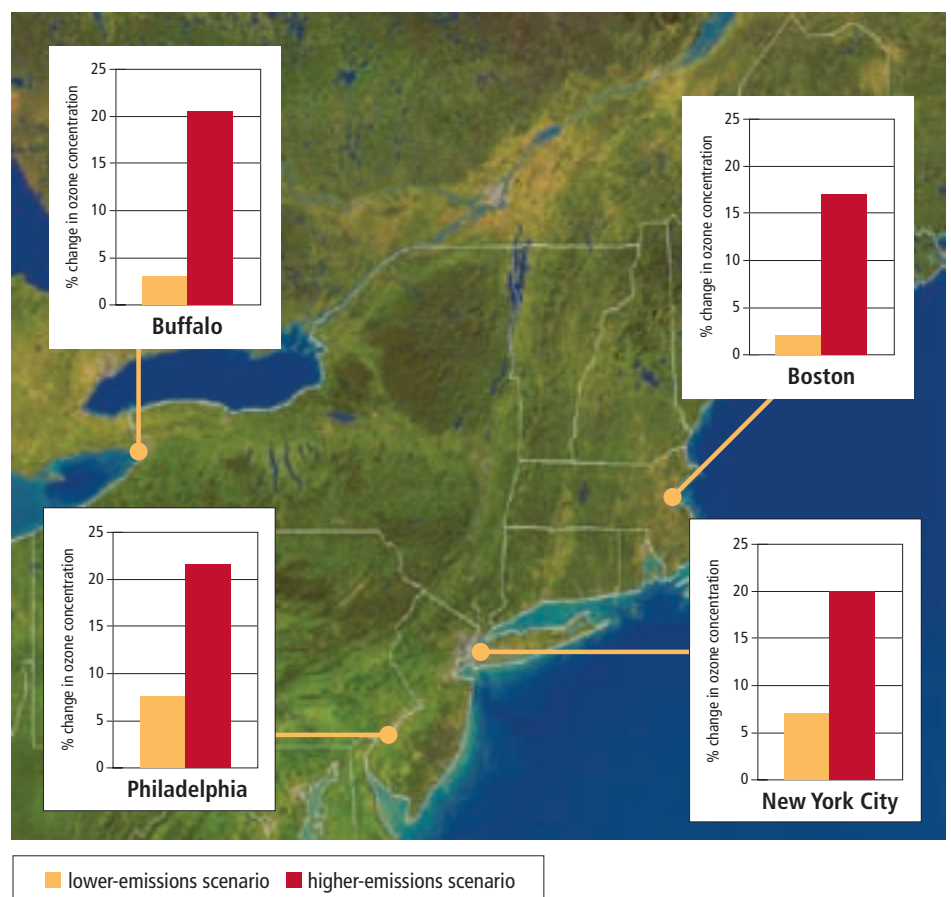 % change in ozone concentration
25
20
15
10
5
0
Buffalo
% change in ozone concentration
25
20
15
10
5
0
Boston
% change in ozone concentration
25
20
15
10
5
0
Philadelphia
% change in ozone concentration
25
20
15
10
5
0
New York City
lower-emissions scenario higher-emissions scenario